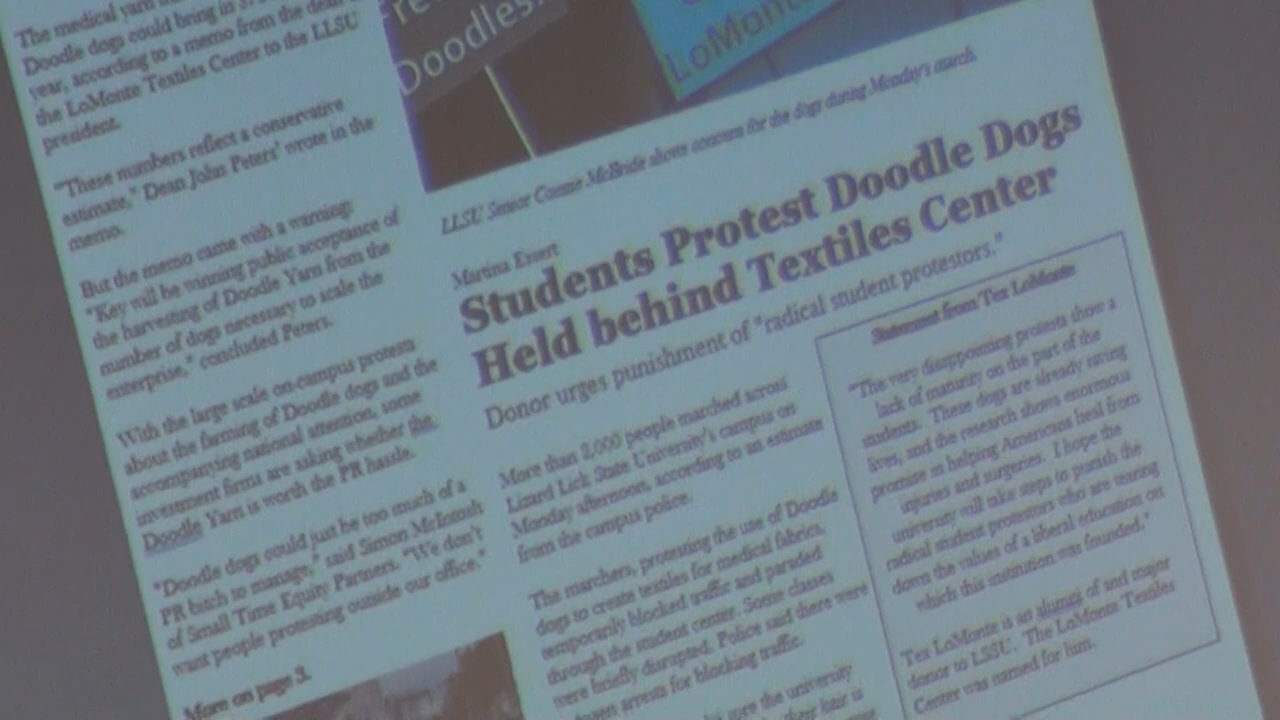 The medical yarn
Doodle dogs could bring in
year, according to a memo from the dean
the LoMonte Textiles Center to the LLSU
president.
"These numbers reflect a conservative
estimate," Dean John Peters' wrote in the
memo.
But the memo came with a warning:
"Key will be winning public acceptance of
the harvesting of Doodle Yarn from the
number of dogs necessary to scale the
enterprise," concluded Peters.
With the large scale on-campus protest
about the farming of Doodle dogs and the
accompanying national attention, some
investment firms are asking whether the
Doodle Yarn is worth the PR hassle.
"Doodle dogs could just be too much of a
PR bitch to manage," said Simon McIntosh
of Small Time Equity Partners. "We don't
want people protesting outside our office."
More on page 3.
Doodles
LoMonte
LLSU Senior Connie McBride shows concern for the dogs during Monday's march.
Martina
Students Protest Doodle Dogs
Held behind Textiles Center
Donor urges punishment of "radical student protestors."
More than 2,000 people marched across
Lizard Lick State University's campus on
Monday afternoon, according to an estimate
from the campus police.
The marchers, protesting the use of Doodle
dogs to create textiles for medical fabrics,
temporarily blocked traffic and paraded
through the student center. Some classes
were briefly disrupted. Police said there were
arrests for blocking traffic.
the university
their hair is
Statement from Tex LoMonte
"The very disappointing protests show a
lack of maturity on the part of the
students. These dogs are already saving
lives, and the research shows enormous
promise in helping Americans heal from
injuries and surgeries. I hope the
university will take steps to punish the
radical student protestors who are tearing
down the values of a liberal education on
which this institution was founded."
Tex LoMonte is an alumni of and major
donor to LSSU. The LoMonte Textiles
Center was named for him.